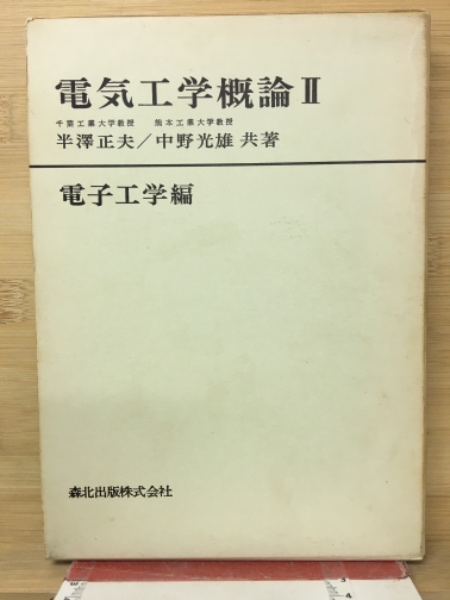 電気工学概論 II
千葉工業大学教授 熊本工業大学教授
半澤正夫／中野光雄 共著
電子工学編
森北出版株式会社
3 4